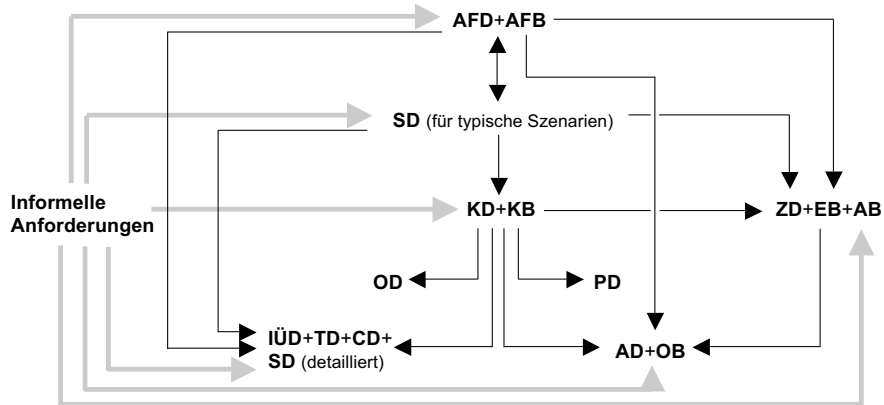 AFD+AFB
SD (für typische Szenarien)
Informelle
Anforderungen
KD+KB
ZD+EB+AB
OD
PD
IÜD+TD+CD+
SD (detailliert)
AD+OB